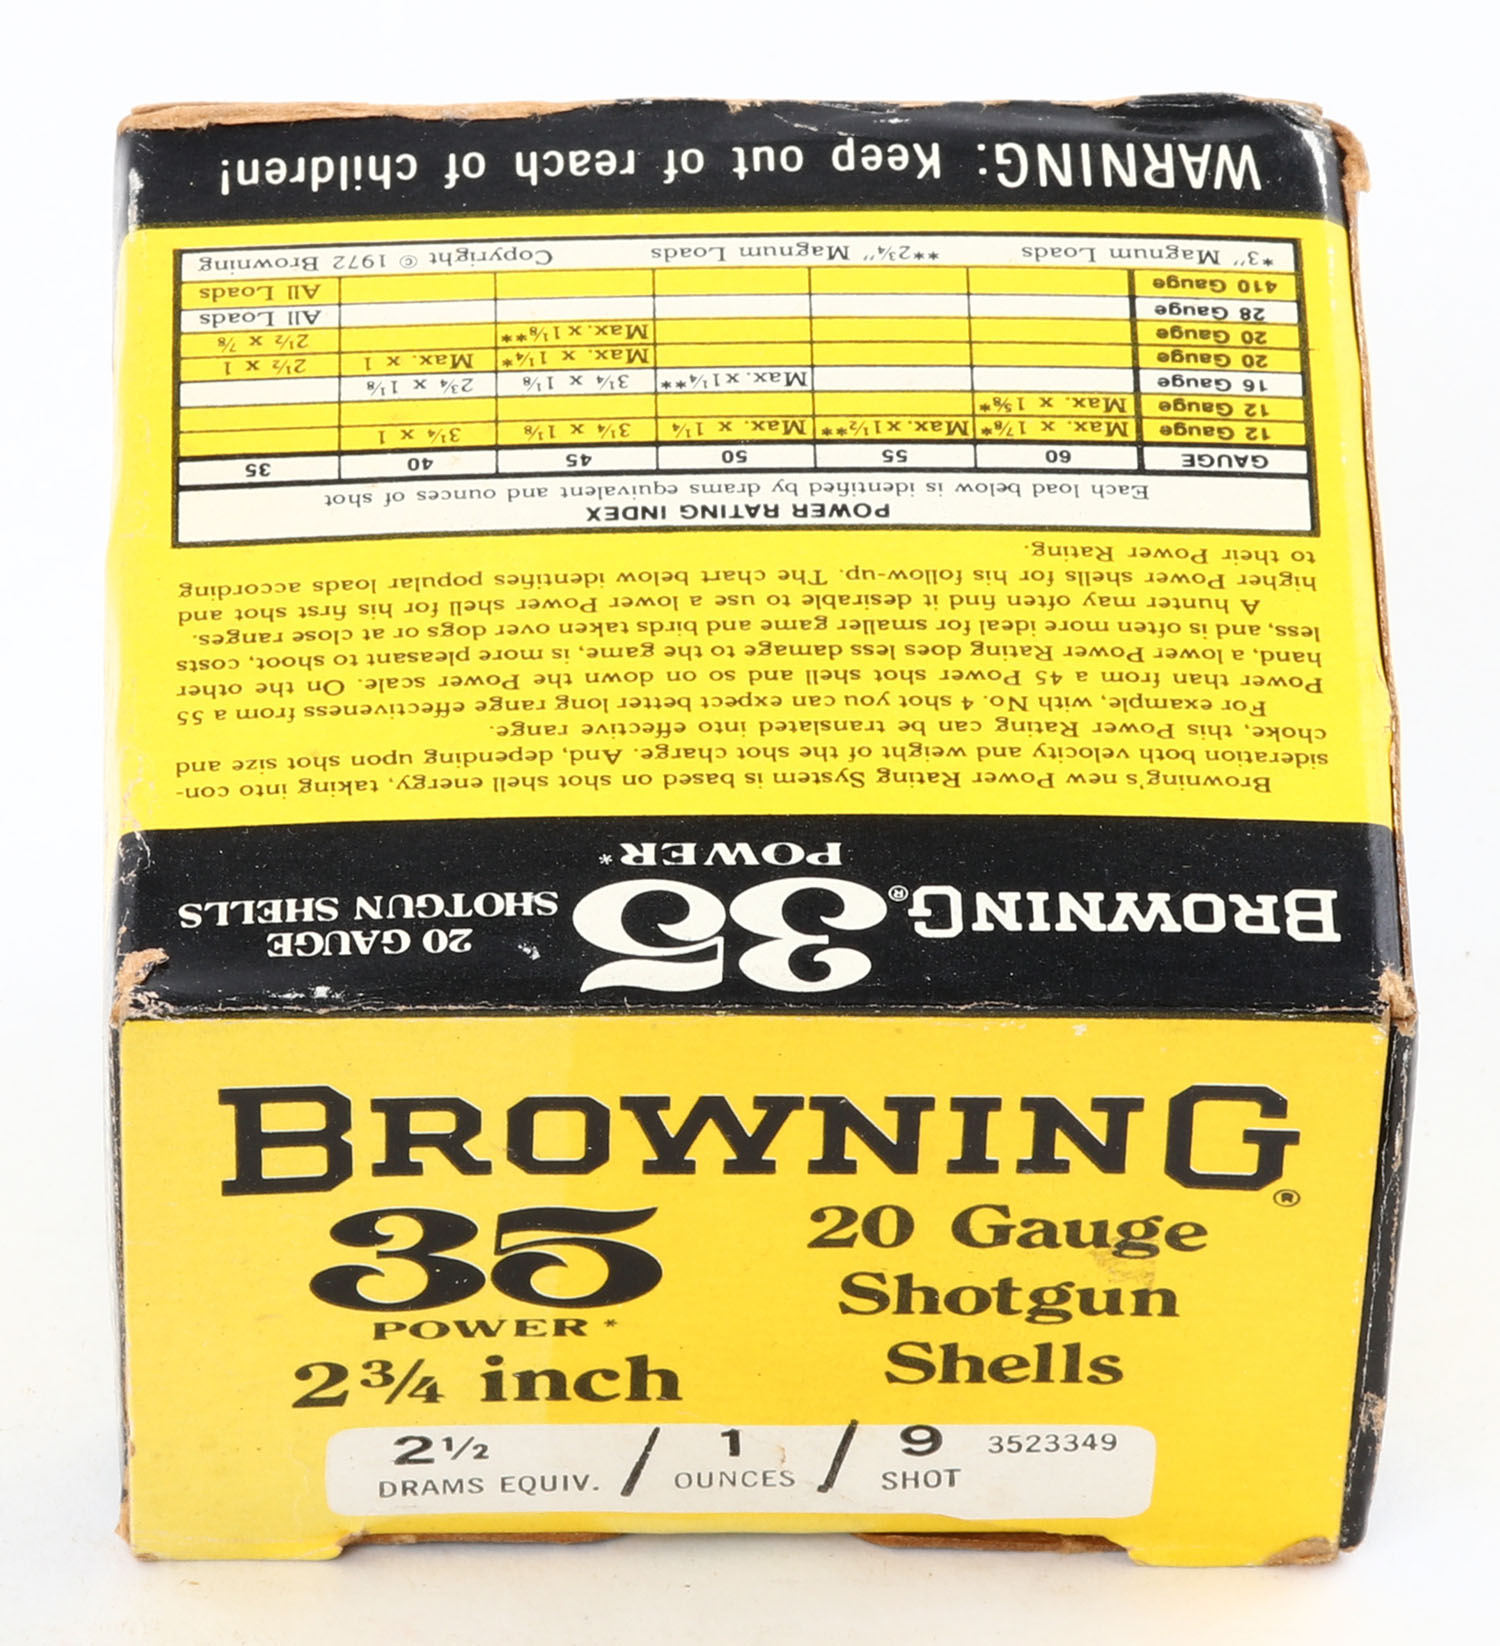 BROWNING®
35
POWER*
2¾ inch
20 Gauge
Shotgun
Shells
2½ / 1 / 9 3523349
DRAMS EQUIV. OUNCES SHOT
BROWNING® 35 POWER* 20 GAUGE SHOTGUN SHELLS
Browning's new Power Rating System is based on shot shell energy, taking into con-
sideration both velocity and weight of the shot charge. And, depending upon shot size and
choke, this Power Rating can be translated into effective range.
For example, with No. 4 shot you can expect better long range effectiveness from a 55
Power than from a 45 Power shot shell and so on down the Power scale. On the other
hand, a lower Power Rating does less damage to the game, is more pleasant to shoot, costs
less, and is often more ideal for smaller game and birds taken over dogs or at close ranges.
A hunter may often find it desirable to use a lower Power shell for his first shot and
higher Power shells for his follow-up. The chart below identifies popular loads according
to their Power Rating.
POWER RATING INDEX
Each load below is identified by drams equivalent and ounces of shot
GAUGE 60 55 50 45 40 35
12 Gauge Max. x 1⅞* Max. x 1½** Max. x 1¼ 3¼ x 1⅛ 3¼ x 1
12 Gauge Max. x 1⅝*
16 Gauge Max. x 1¼** 3¼ x 1⅛ 2¾ x 1⅛
20 Gauge Max. x 1¼* Max. x 1 2½ x 1
20 Gauge Max. x 1⅛** 2½ x ⅞
28 Gauge All Loads
410 Gauge All Loads
*3" Magnum Loads **2¾" Magnum Loads Copyright © 1972 Browning
WARNING: Keep out of reach of children!